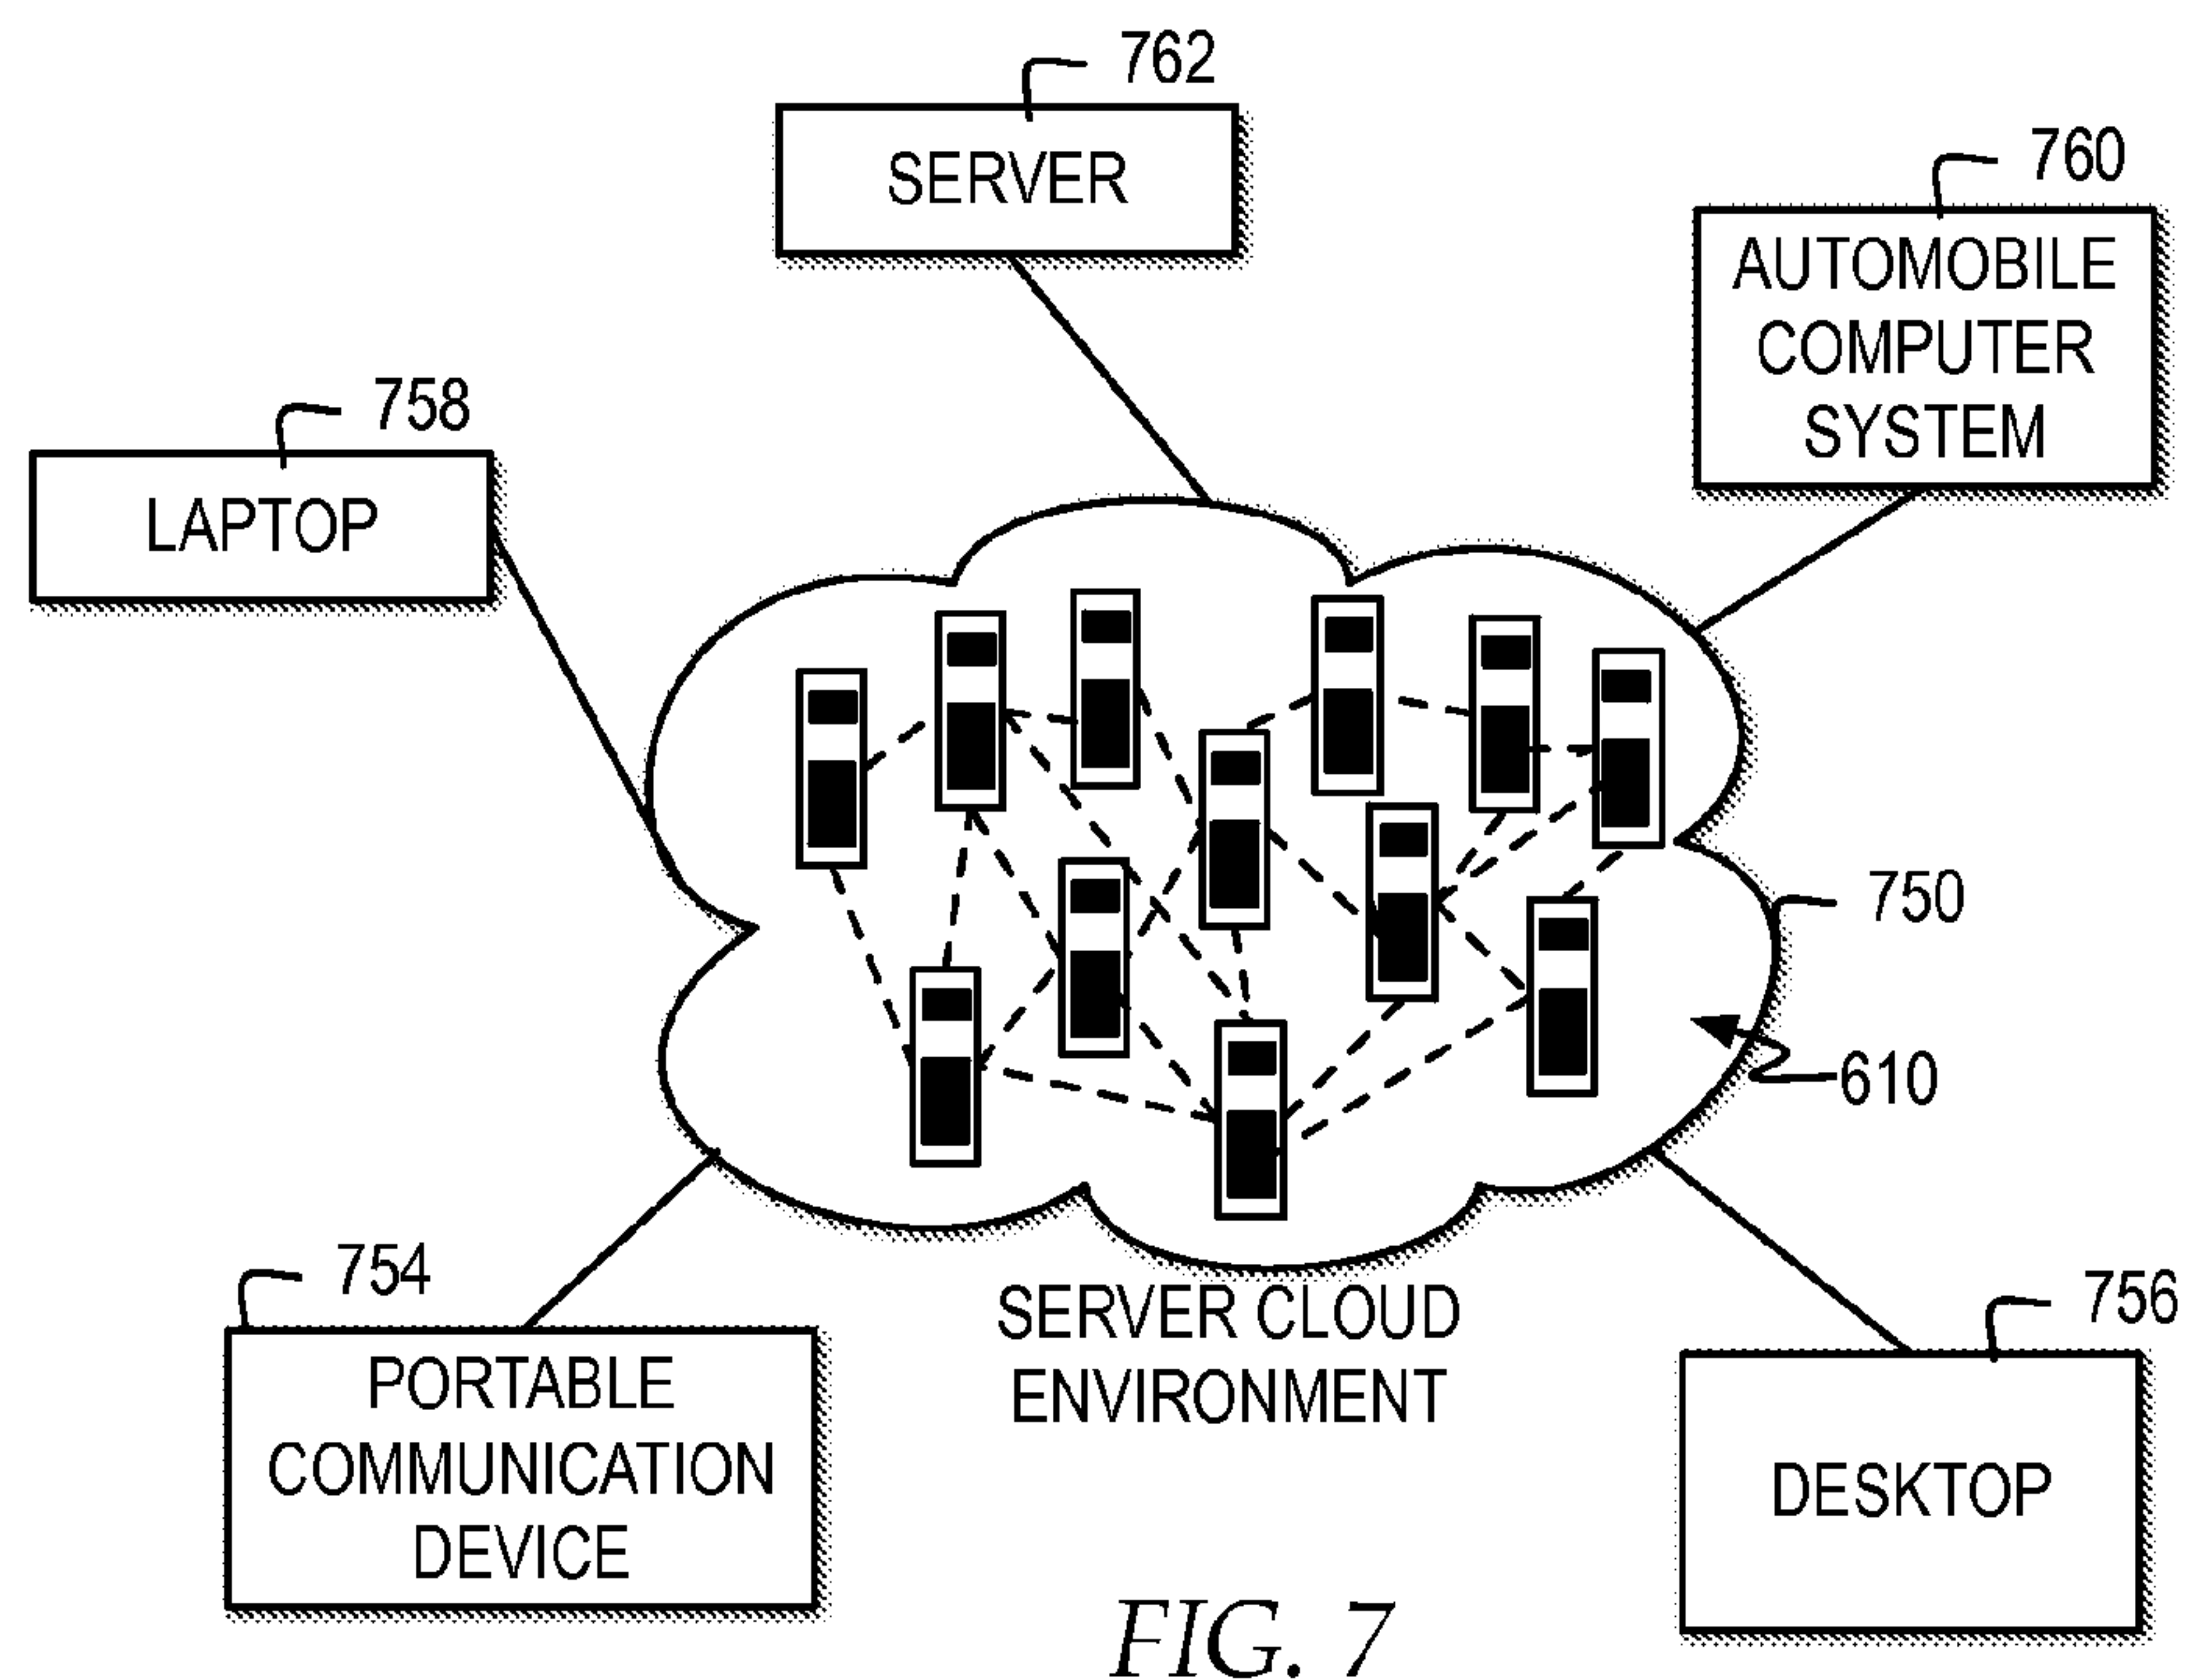 762
SERVER
760
AUTOMOBILE
COMPUTER
SYSTEM
758
LAPTOP
750
610
754
PORTABLE
COMMUNICATION
DEVICE
SERVER CLOUD
ENVIRONMENT
756
DESKTOP
FIG. 7